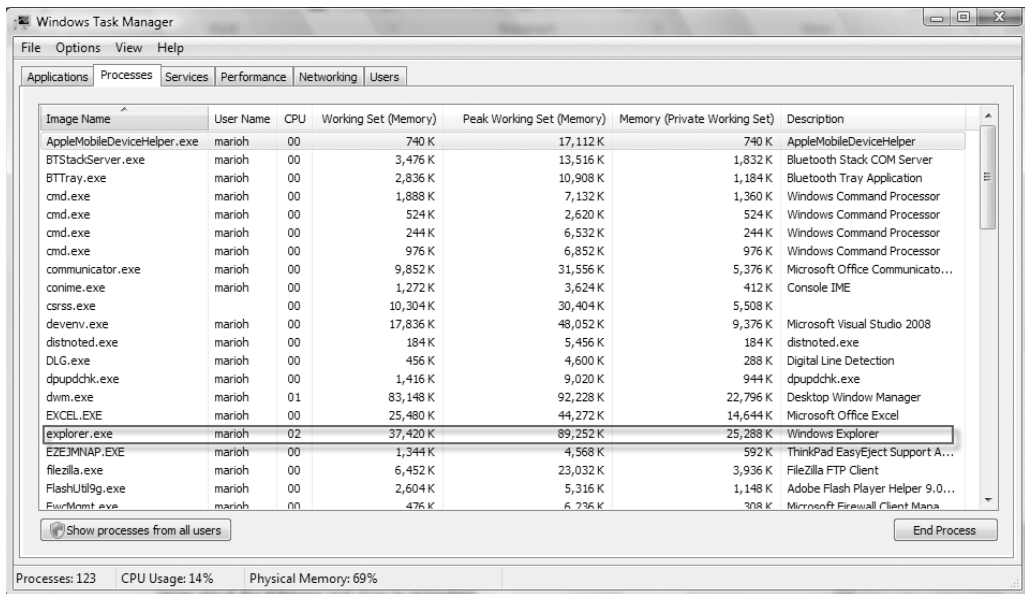 Windows Task Manager
File Options View Help
Applications Processes Services Performance Networking Users
Image Name User Name CPU Working Set (Memory) Peak Working Set (Memory) Memory (Private Working Set) Description
AppleMobileDeviceHelper.exe marioh 00 740 K 17,112 K 740 K AppleMobileDeviceHelper
BTStackServer.exe marioh 00 3,476 K 13,516 K 1,832 K Bluetooth Stack COM Server
BTTray.exe marioh 00 2,836 K 10,908 K 1,184 K Bluetooth Tray Application
cmd.exe marioh 00 1,888 K 7,132 K 1,360 K Windows Command Processor
cmd.exe marioh 00 524 K 2,620 K 524 K Windows Command Processor
cmd.exe marioh 00 244 K 6,532 K 244 K Windows Command Processor
cmd.exe marioh 00 976 K 6,852 K 976 K Windows Command Processor
communicator.exe marioh 00 9,852 K 31,556 K 5,376 K Microsoft Office Communicato...
conime.exe marioh 00 1,272 K 3,624 K 412 K Console IME
csrss.exe 00 10,304 K 30,404 K 5,508 K
devenv.exe marioh 00 17,836 K 48,052 K 9,376 K Microsoft Visual Studio 2008
distnoted.exe marioh 00 184 K 5,456 K 184 K distnoted.exe
DLG.exe marioh 00 456 K 4,600 K 288 K Digital Line Detection
dpupdchk.exe marioh 00 1,416 K 9,020 K 944 K dpupdchk.exe
dwm.exe marioh 01 83,148 K 92,228 K 22,796 K Desktop Window Manager
EXCEL.EXE marioh 00 25,480 K 44,272 K 14,644 K Microsoft Office Excel
explorer.exe marioh 02 37,420 K 89,252 K 25,288 K Windows Explorer
EZEJMNAP.EXE marioh 00 1,344 K 4,568 K 592 K ThinkPad EasyEject Support A...
filezilla.exe marioh 00 6,452 K 23,032 K 3,936 K FileZilla FTP Client
FlashUtil9g.exe marioh 00 2,604 K 5,316 K 1,148 K Adobe Flash Player Helper 9.0...
FwcMgmt.exe marioh 00 476 K 6,236 K 308 K Microsoft Firewall Client Mana
Show processes from all users End Process
Processes: 123 CPU Usage: 14% Physical Memory: 69%